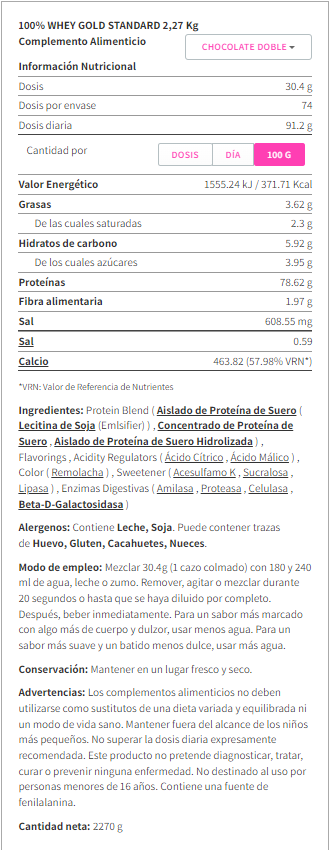 100% WHEY GOLD STANDARD 2,27 Kg
Complemento Alimenticio
CHOCOLATE DOBLE
Información Nutricional
Dosis 30.4 g
Dosis por envase 74
Dosis diaria 91.2 g
Cantidad por DOSIS DÍA 100 G
Valor Energético 1555.24 kJ / 371.71 Kcal
Grasas 3.62 g
De las cuales saturadas 2.3 g
Hidratos de carbono 5.92 g
De los cuales azúcares 3.95 g
Proteínas 78.62 g
Fibra alimentaria 1.97 g
Sal 608.55 mg
Sal 0.59
Calcio 463.82 (57.98% VRN*)
*VRN: Valor de Referencia de Nutrientes
Ingredientes: Protein Blend ( Aislado de Proteína de Suero (
Lecitina de Soja (Emlsifier) ) , Concentrado de Proteína de
Suero , Aislado de Proteína de Suero Hidrolizada ) ,
Flavorings , Acidity Regulators ( Ácido Cítrico , Ácido Málico ) ,
Color ( Remolacha ) , Sweetener ( Acesulfamo K , Sucralosa ,
Lipasa ) , Enzimas Digestivas ( Amilasa , Proteasa , Celulasa ,
Beta-D-Galactosidasa )
Alergenos: Contiene Leche, Soja. Puede contener trazas
de Huevo, Gluten, Cacahuetes, Nueces.
Modo de empleo: Mezclar 30.4g (1 cazo colmado) con 180 y 240
ml de agua, leche o zumo. Remover, agitar o mezclar durante
20 segundos o hasta que se haya diluido por completo.
Después, beber inmediatamente. Para un sabor más marcado
con algo más de cuerpo y dulzor, usar menos agua. Para un
sabor más suave y un batido menos dulce, usar más agua.
Conservación: Mantener en un lugar fresco y seco.
Advertencias: Los complementos alimenticios no deben
utilizarse como sustitutos de una dieta variada y equilibrada ni
un modo de vida sano. Mantener fuera del alcance de los niños
más pequeños. No superar la dosis diaria expresamente
recomendada. Este producto no pretende diagnosticar, tratar,
curar o prevenir ninguna enfermedad. No destinado al uso por
personas menores de 16 años. Contiene una fuente de
fenilalanina.
Cantidad neta: 2270 g